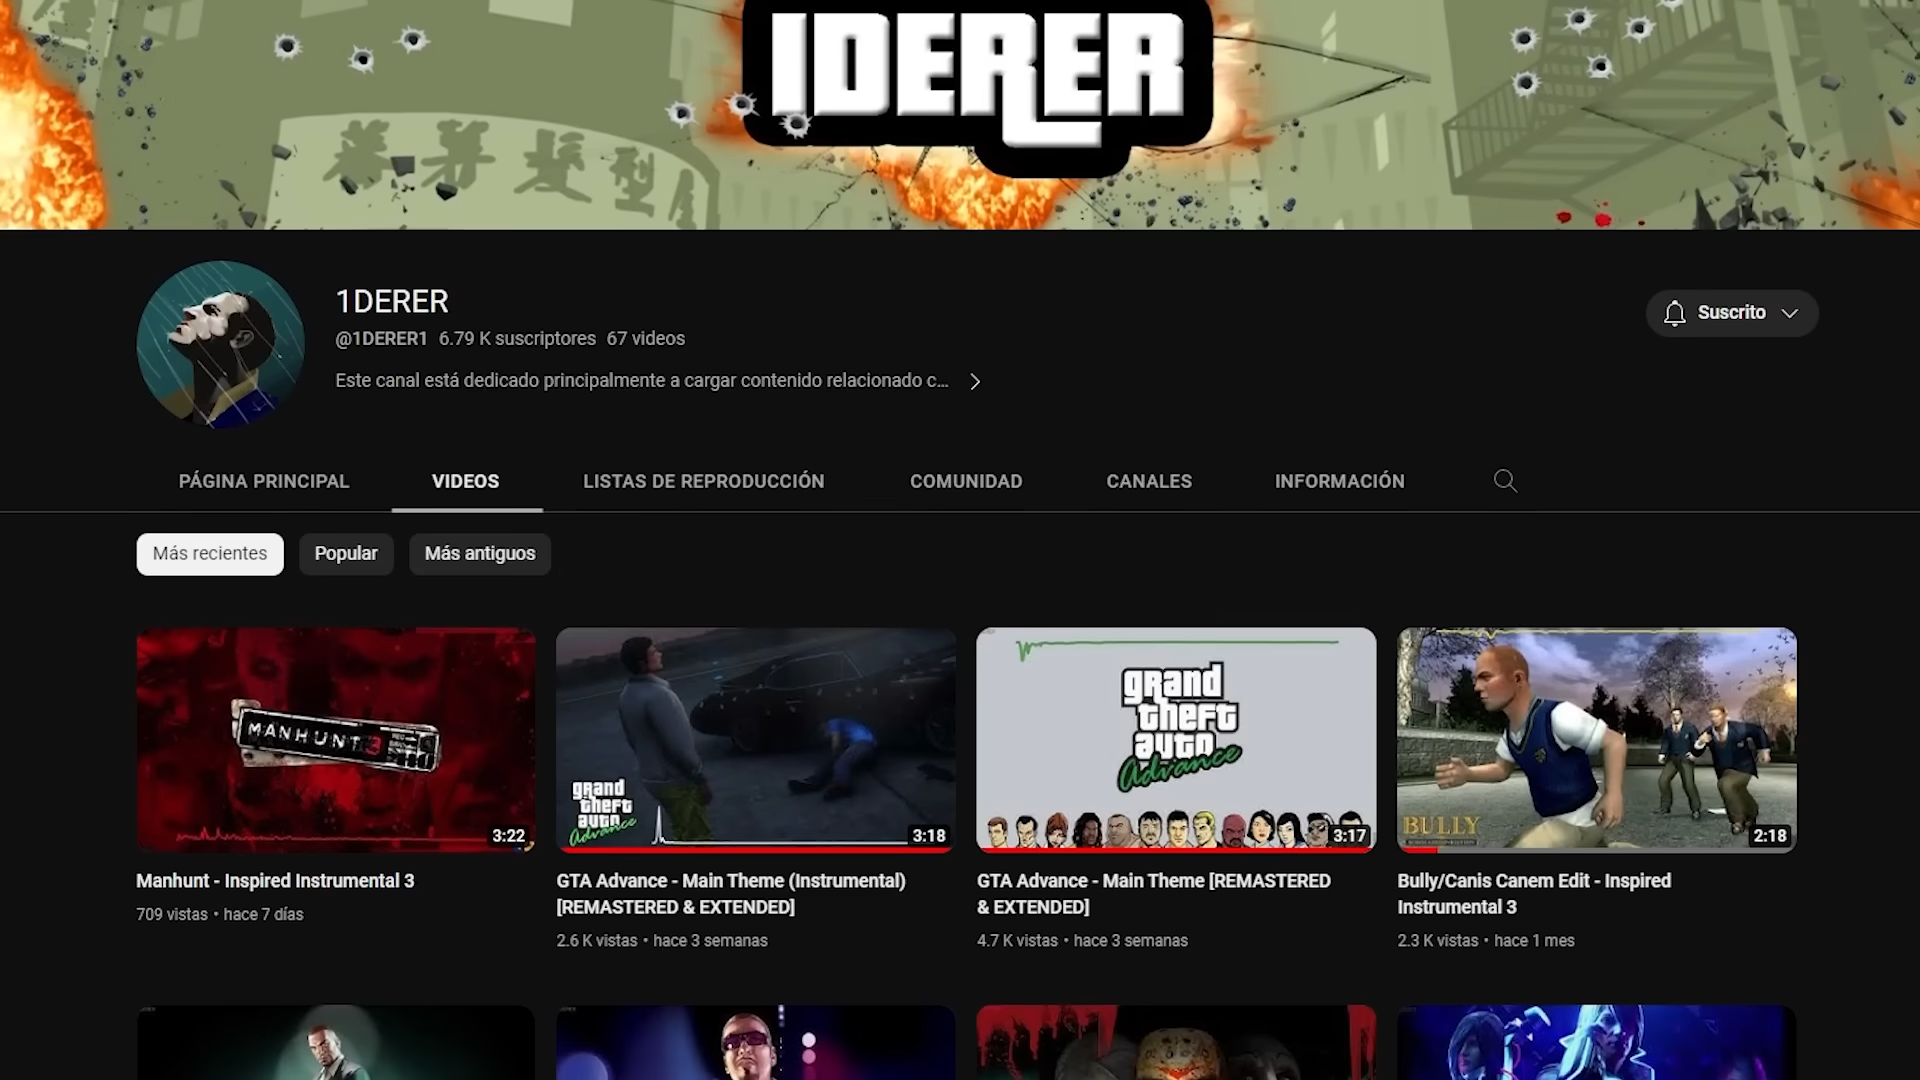 1DERER
1DERER
@1DERER1 6.79 K suscriptores 67 videos
Este canal está dedicado principalmente a cargar contenido relacionado c...
Suscrito
PÁGINA PRINCIPAL VIDEOS LISTAS DE REPRODUCCIÓN COMUNIDAD CANALES INFORMACIÓN
Más recientes Popular Más antiguos
MANHUNT 3
3:22
grand
theft
auto
Advance
3:18
grand
theft
auto
Advance
3:17
BULLY
2:18
Manhunt - Inspired Instrumental 3
709 vistas • hace 7 días
GTA Advance - Main Theme (Instrumental)
[REMASTERED & EXTENDED]
2.6 K vistas • hace 3 semanas
GTA Advance - Main Theme [REMASTERED
& EXTENDED]
4.7 K vistas • hace 3 semanas
Bully/Canis Canem Edit - Inspired
Instrumental 3
2.3 K vistas • hace 1 mes